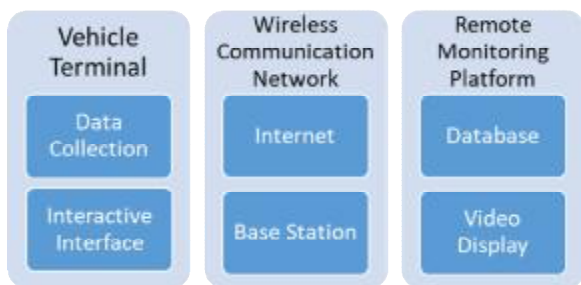 Vehicle
Terminal
Data
Collection
Interactive
Interface
Wireless
Communication
Network
Internet
Base Station
Remote
Monitoring
Platform
Database
Video
Display